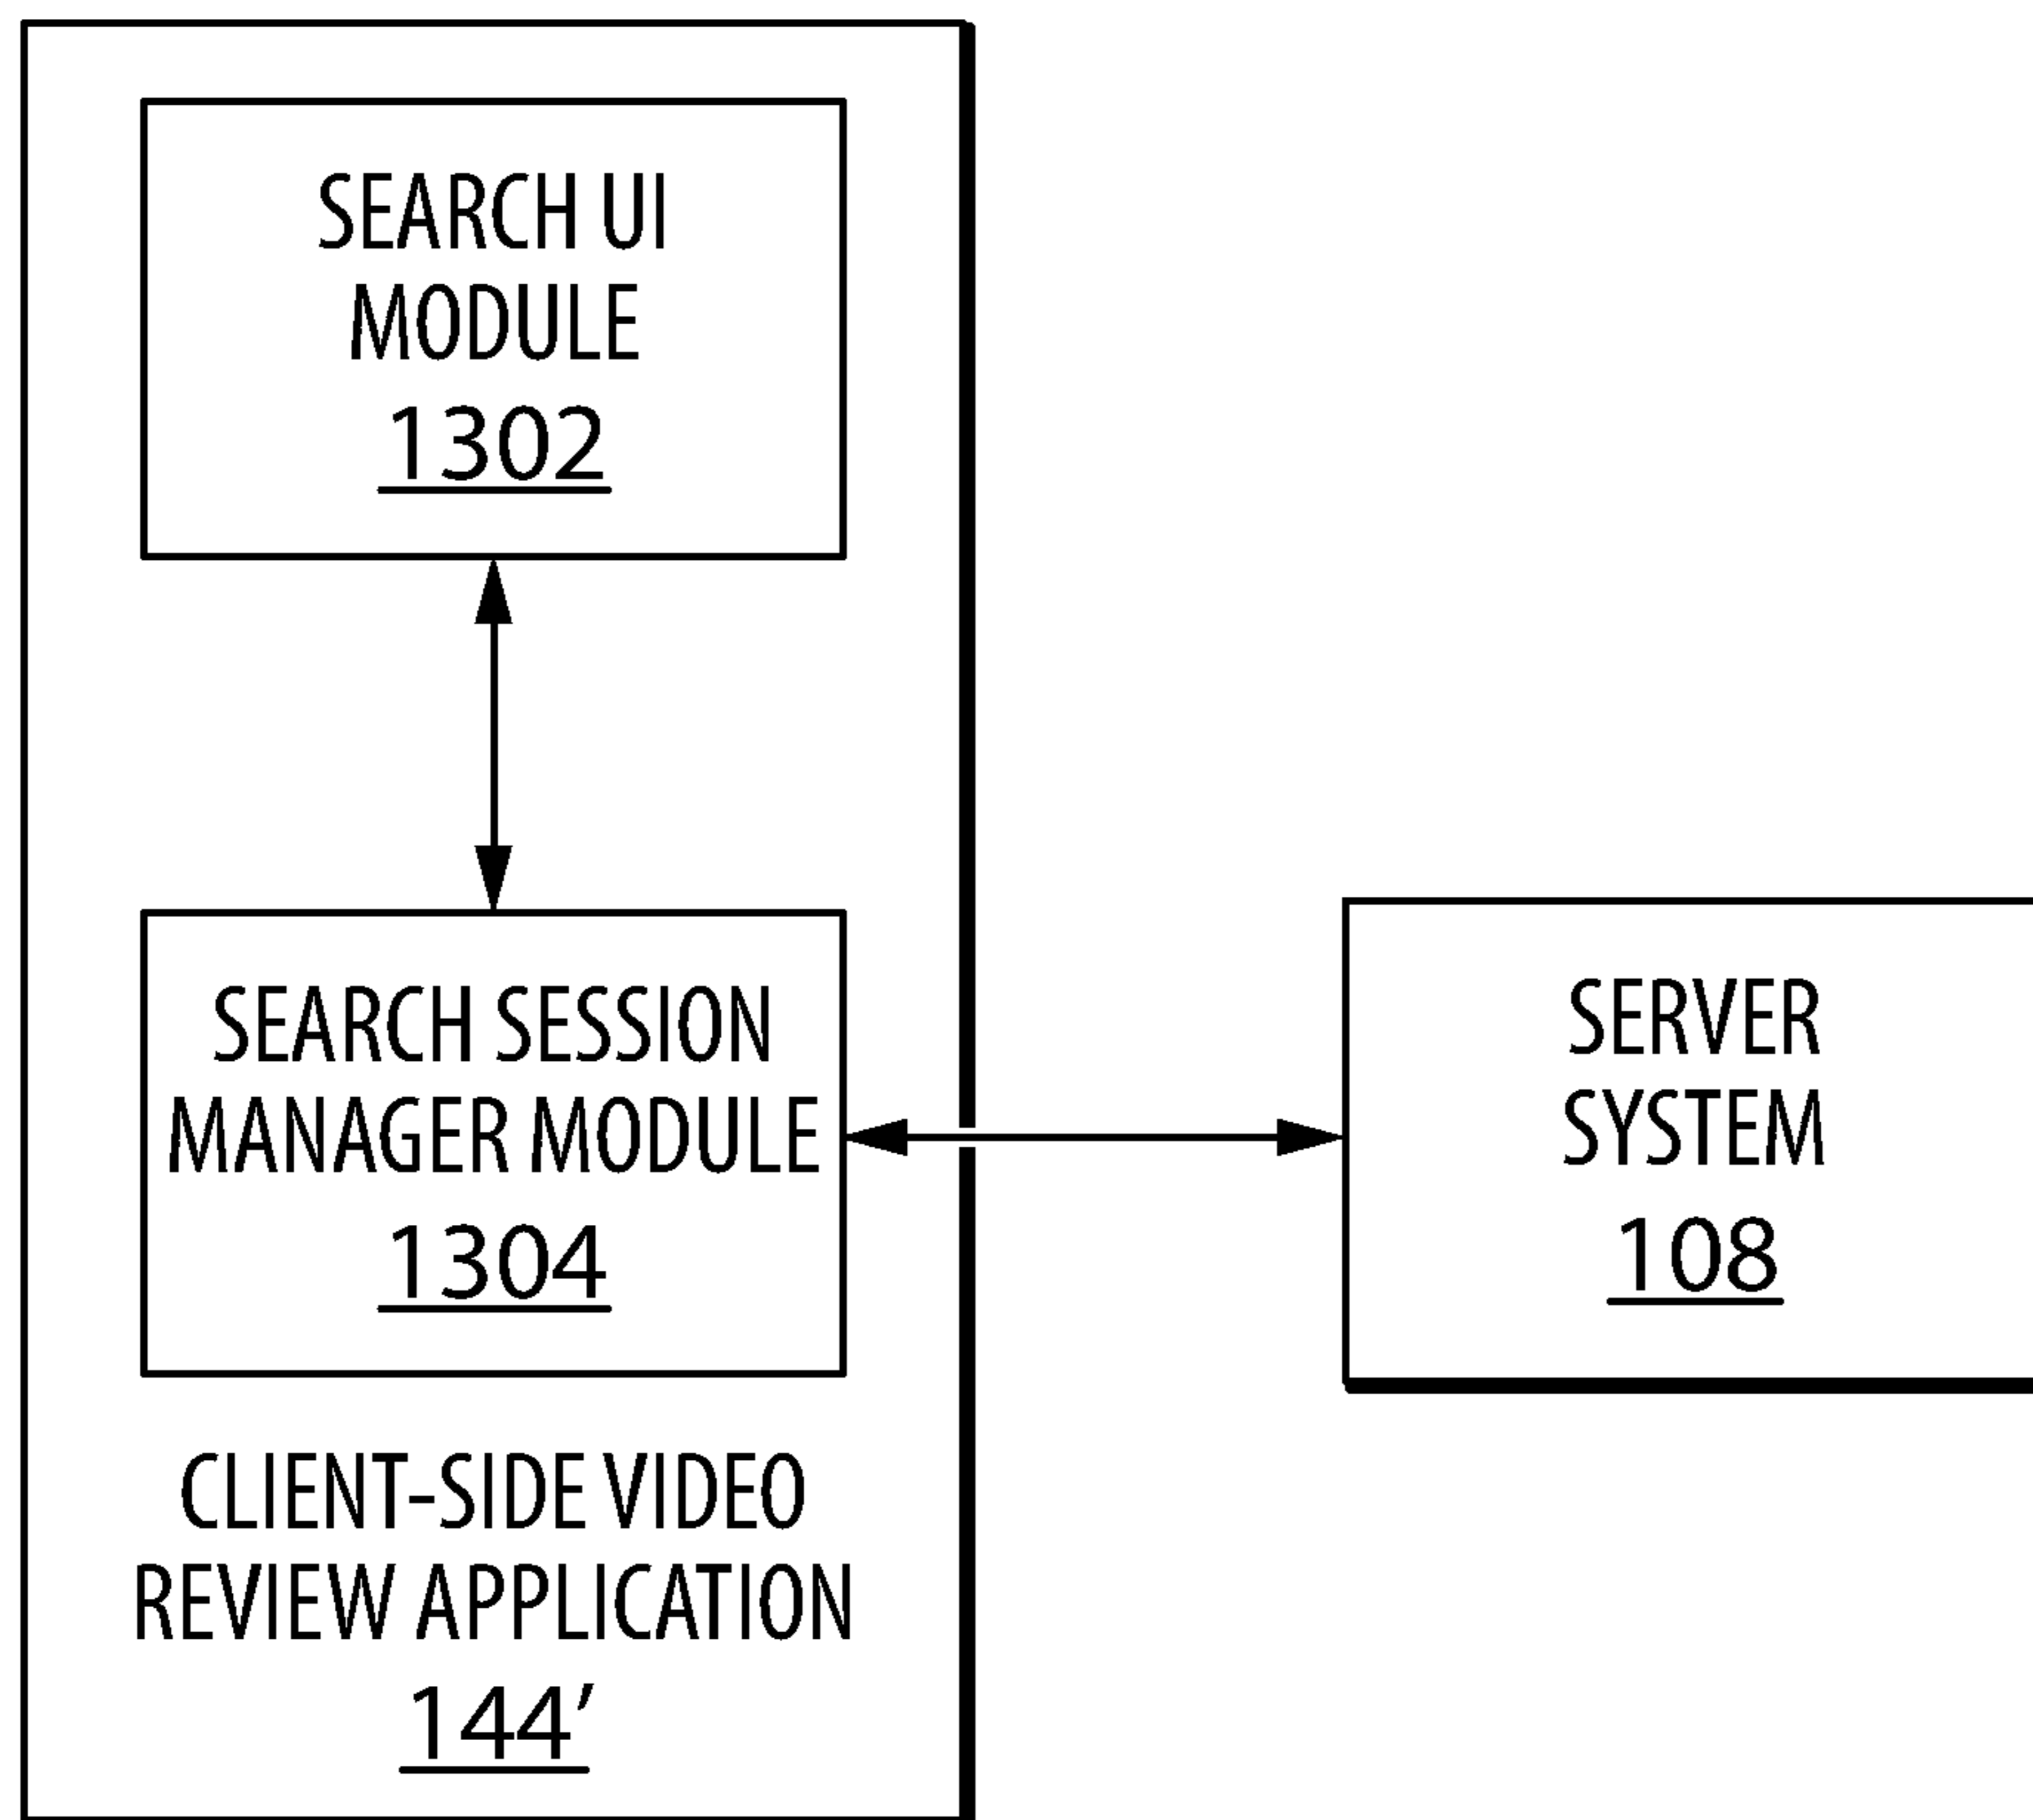 SEARCH UI
MODULE
1302
SEARCH SESSION
MANAGER MODULE
1304
CLIENT-SIDE VIDEO
REVIEW APPLICATION
144′
SERVER
SYSTEM
108